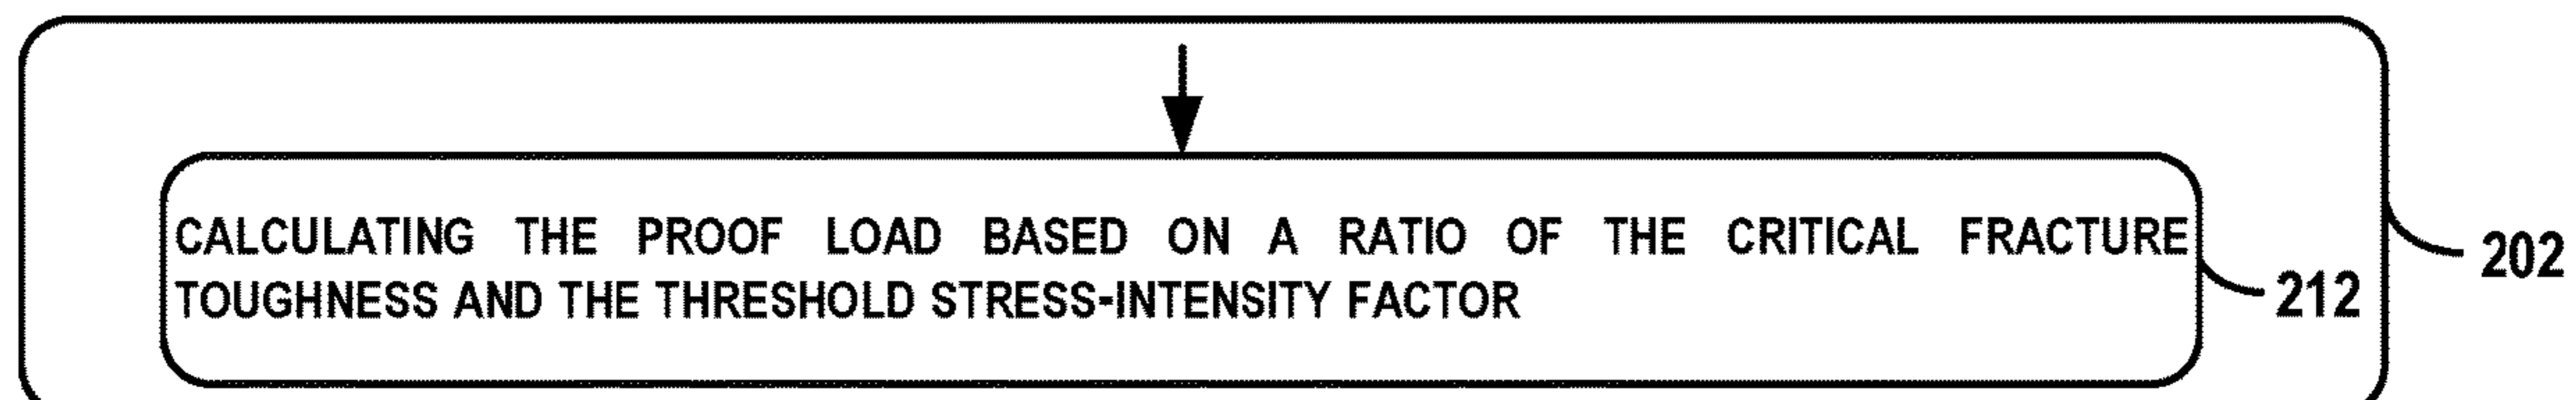 CALCULATING THE PROOF LOAD BASED ON A RATIO OF THE CRITICAL FRACTURE
TOUGHNESS AND THE THRESHOLD STRESS-INTENSITY FACTOR
202
212